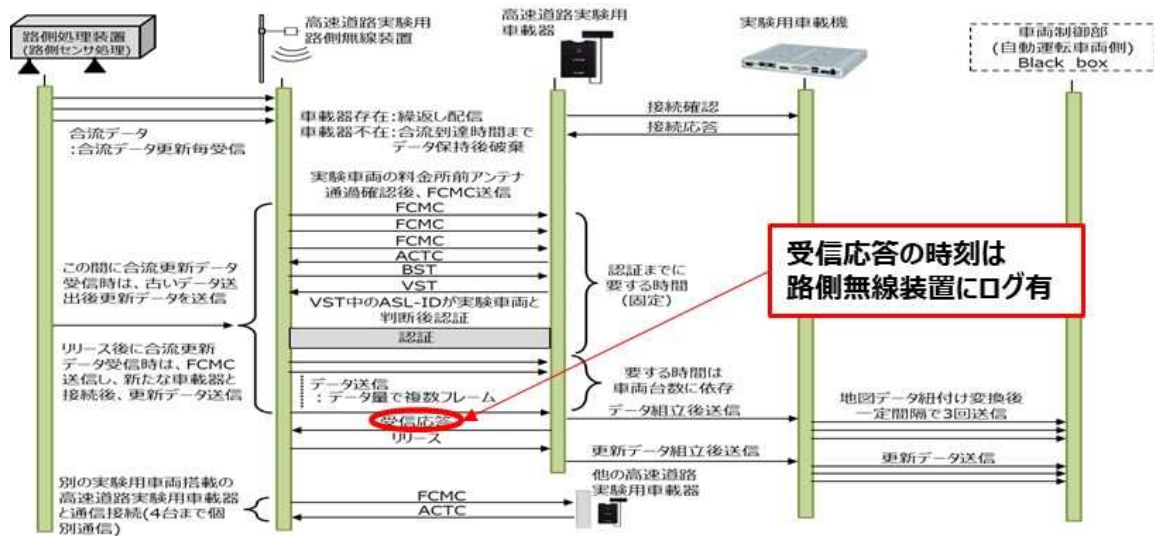 路側処理装置
(路側センサ処理)
高速道路実験用
路側無線装置
高速道路実験用
車載器
実験用車載機
車両制御部
(自動運転車両側)
Black box
合流データ
:合流データ更新毎受信
車載器存在:繰返し配信
車載器不在:合流到達時間まで
データ保持後破棄
接続確認
接続応答
実験車両の料金所前アンテナ
通過確認後、FCMC送信
FCMC
FCMC
FCMC
ACTC
BST
VST
VST中のASL-IDが実験車両と
判断後認証
認証
この間に合流更新データ
受信時は、古いデータ送
出後更新データを送信
リリース後に合流更新
データ受信時は、FCMC
送信し、新たな車載器と
接続後、更新データ送信
認証までに
要する時間
(固定)
受信応答の時刻は
路側無線装置にログ有
要する時間は
車両台数に依存
データ送信
:データ量で複数フレーム
受信応答
リリース
データ組立後送信
地図データ紐付け変換後
一定間隔で3回送信
更新データ組立後送信
更新データ送信
別の実験用車両搭載の
高速道路実験用車載器
と通信接続(4台まで個
別通信)
FCMC
ACTC
他の高速道路
実験用車載器